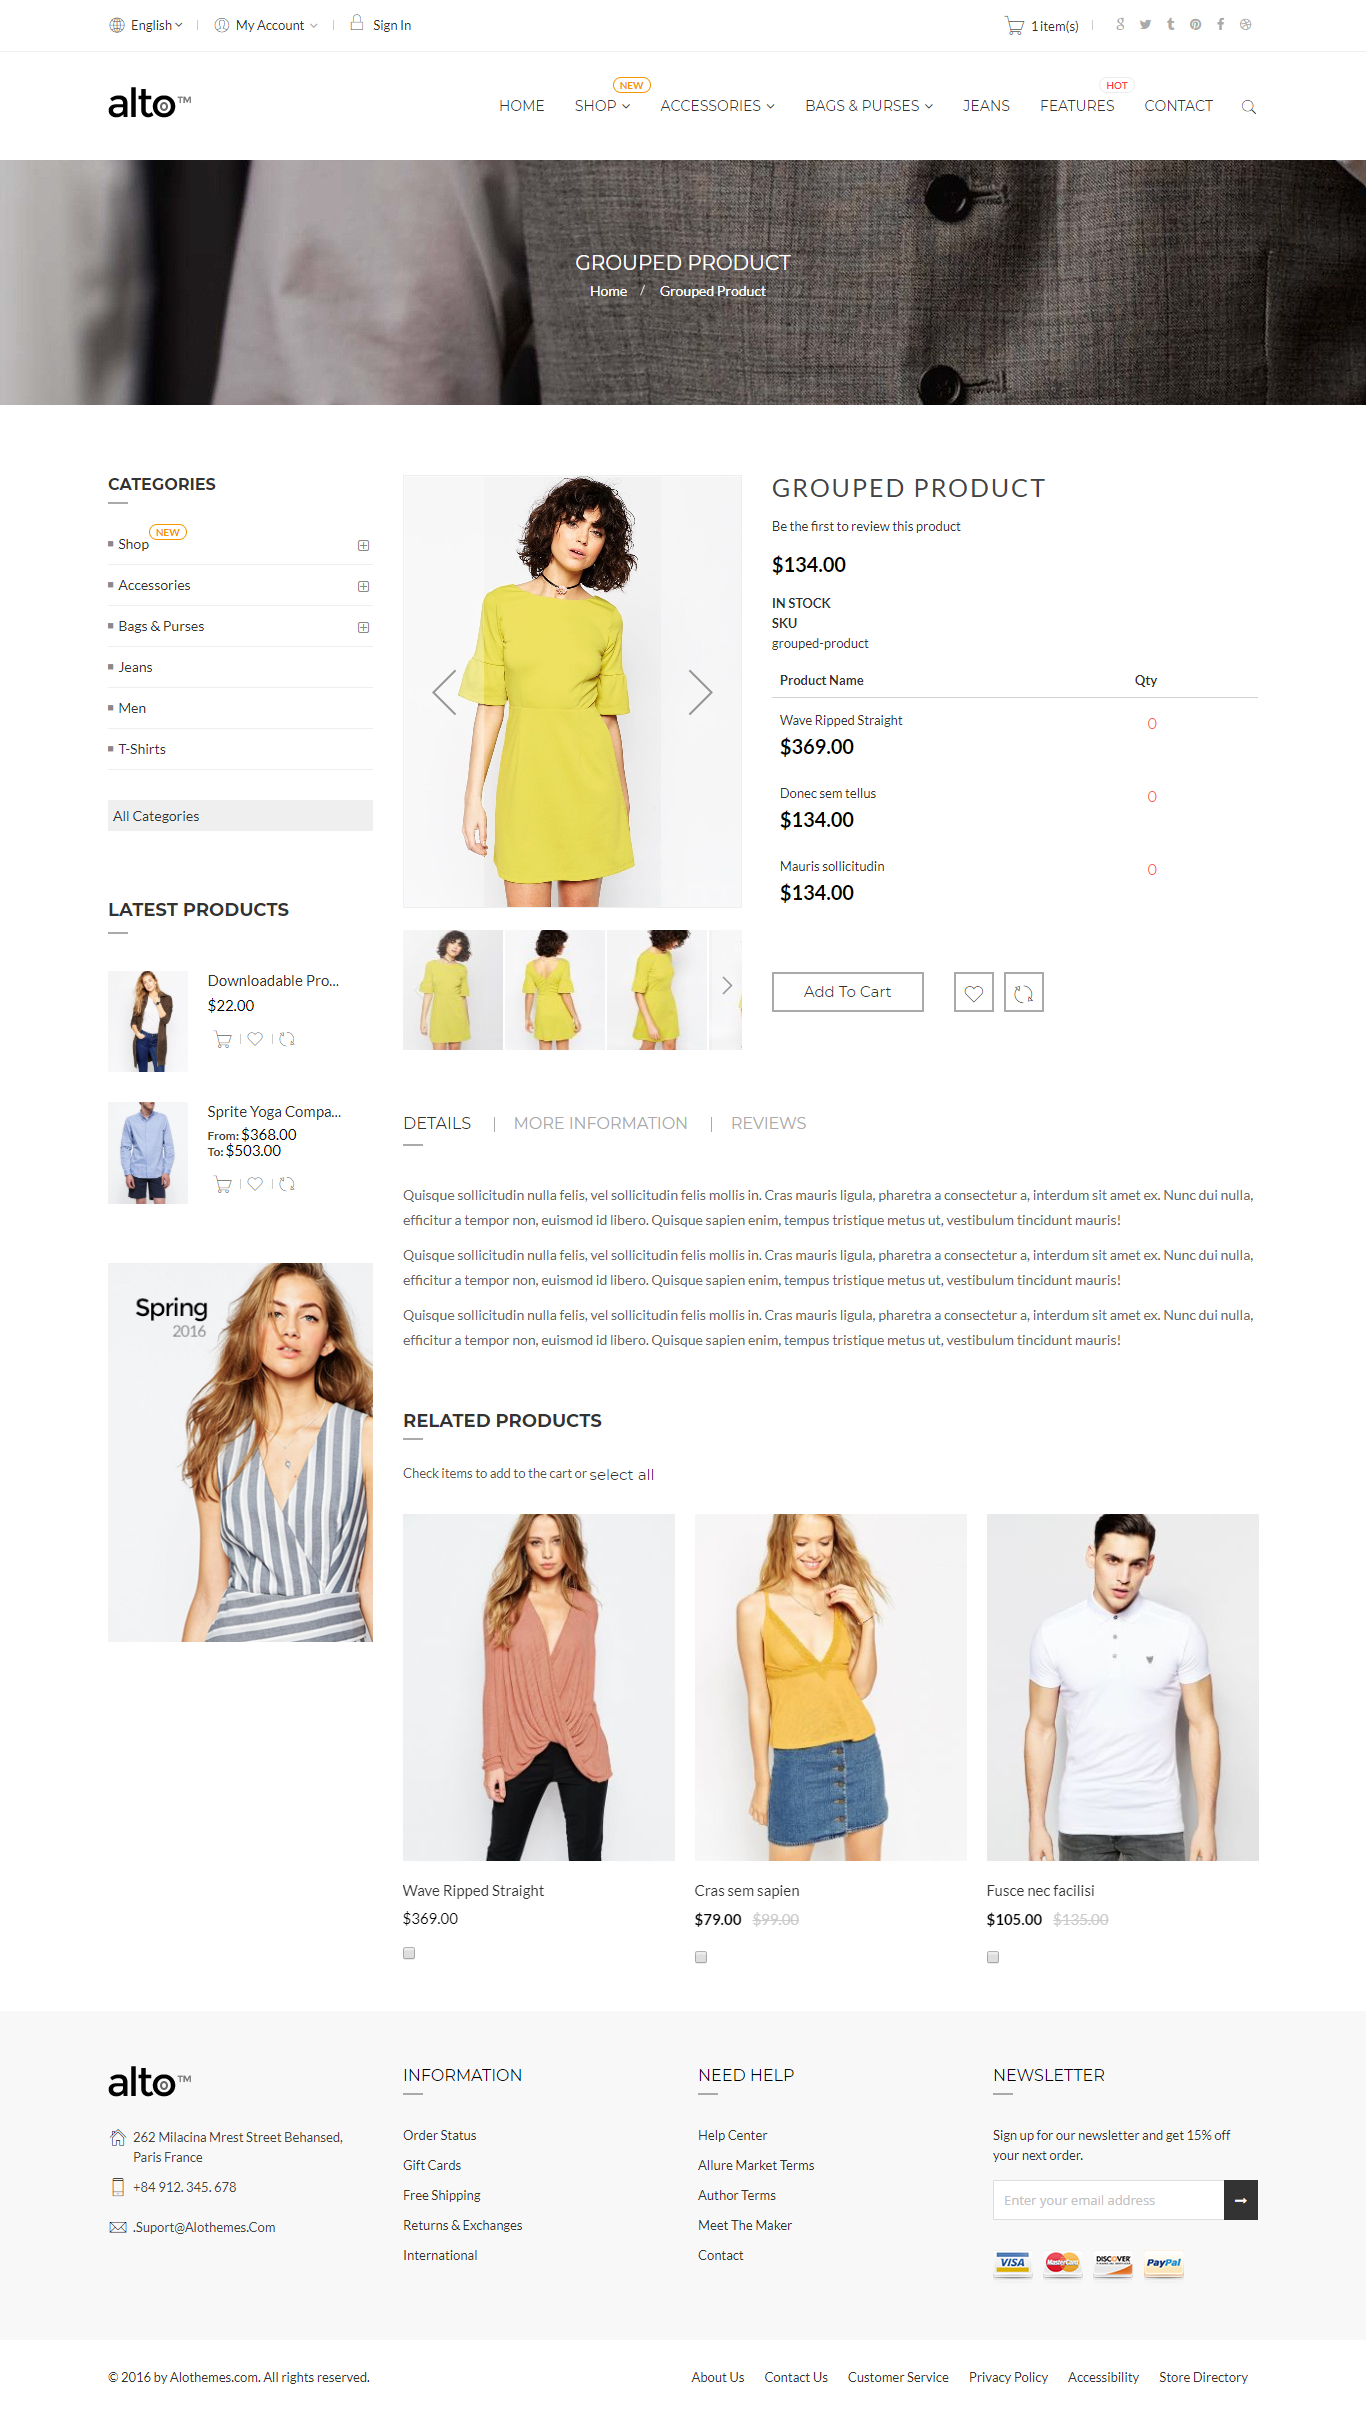 English
My Account
Sign In
1 item(s)
alto™
HOME
SHOP
NEW
ACCESSORIES
BAGS & PURSES
JEANS
FEATURES
HOT
CONTACT
GROUPED PRODUCT
Home / Grouped Product
CATEGORIES
Shop
NEW
Accessories
Bags & Purses
Jeans
Men
T-Shirts
All Categories
LATEST PRODUCTS
Downloadable Pro...
$22.00
Sprite Yoga Compa...
From: $368.00
To: $503.00
Spring
2016
GROUPED PRODUCT
Be the first to review this product
$134.00
IN STOCK
SKU
grouped-product
Product Name Qty
Wave Ripped Straight 0
$369.00
Donec sem tellus 0
$134.00
Mauris sollicitudin 0
$134.00
Add To Cart
DETAILS | MORE INFORMATION | REVIEWS
Quisque sollicitudin nulla felis, vel sollicitudin felis mollis in. Cras mauris ligula, pharetra a consectetur a, interdum sit amet ex. Nunc dui nulla,
efficitur a tempor non, euismod id libero. Quisque sapien enim, tempus tristique metus ut, vestibulum tincidunt mauris!
Quisque sollicitudin nulla felis, vel sollicitudin felis mollis in. Cras mauris ligula, pharetra a consectetur a, interdum sit amet ex. Nunc dui nulla,
efficitur a tempor non, euismod id libero. Quisque sapien enim, tempus tristique metus ut, vestibulum tincidunt mauris!
Quisque sollicitudin nulla felis, vel sollicitudin felis mollis in. Cras mauris ligula, pharetra a consectetur a, interdum sit amet ex. Nunc dui nulla,
efficitur a tempor non, euismod id libero. Quisque sapien enim, tempus tristique metus ut, vestibulum tincidunt mauris!
RELATED PRODUCTS
Check items to add to the cart or select all
Wave Ripped Straight
$369.00
Cras sem sapien
$79.00 $99.00
Fusce nec facilisi
$105.00 $135.00
alto™
262 Milacina Mrest Street Behansed,
Paris France
+84 912. 345. 678
.Suport@Alothemes.Com
INFORMATION
Order Status
Gift Cards
Free Shipping
Returns & Exchanges
International
NEED HELP
Help Center
Allure Market Terms
Author Terms
Meet The Maker
Contact
NEWSLETTER
Sign up for our newsletter and get 15% off
your next order.
Enter your email address
VISA
MasterCard
DISCOVER
PayPal
© 2016 by Alothemes.com. All rights reserved.
About Us
Contact Us
Customer Service
Privacy Policy
Accessibility
Store Directory